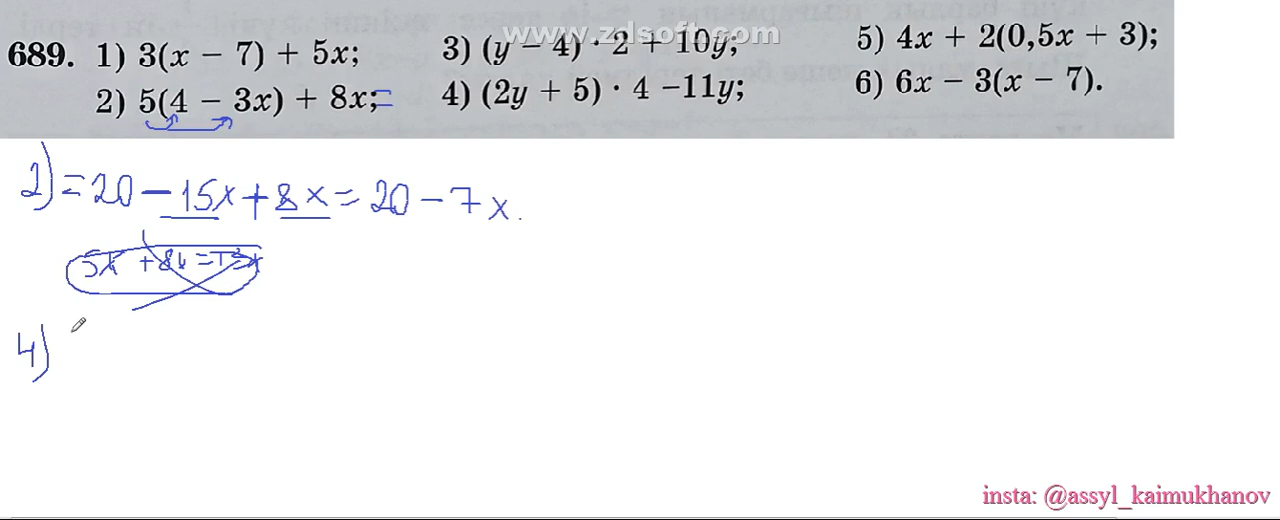 www.zdsoft.com
689. 1) 3(x − 7) + 5x; 3) (y − 4) · 2 + 10y; 5) 4x + 2(0,5x + 3);
2) 5(4 − 3x) + 8x;= 4) (2y + 5) · 4 −11y; 6) 6x − 3(x − 7).
2) = 20 − 15x + 8x = 20 − 7x.
4)
insta: @assyl_kaimukhanov